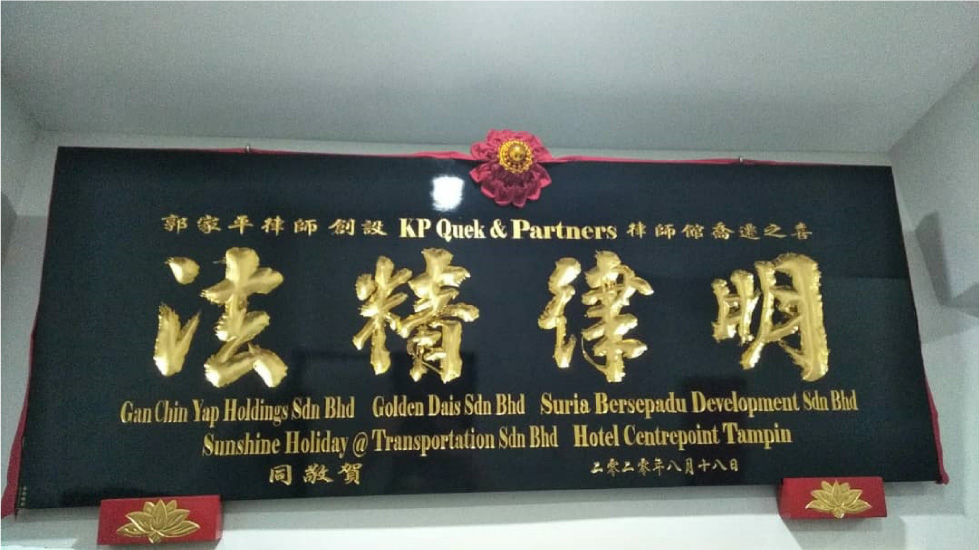 郭家平律師 創設 KP Quek & Partners 律師館喬遷之喜
法精律明
Gan Chin Yap Holdings Sdn Bhd Golden Dais Sdn Bhd Suria Bersepadu Development Sdn Bhd
Sunshine Holiday @ Transportation Sdn Bhd Hotel Centrepoint Tampin
同敬賀 二零二零年八月十八日